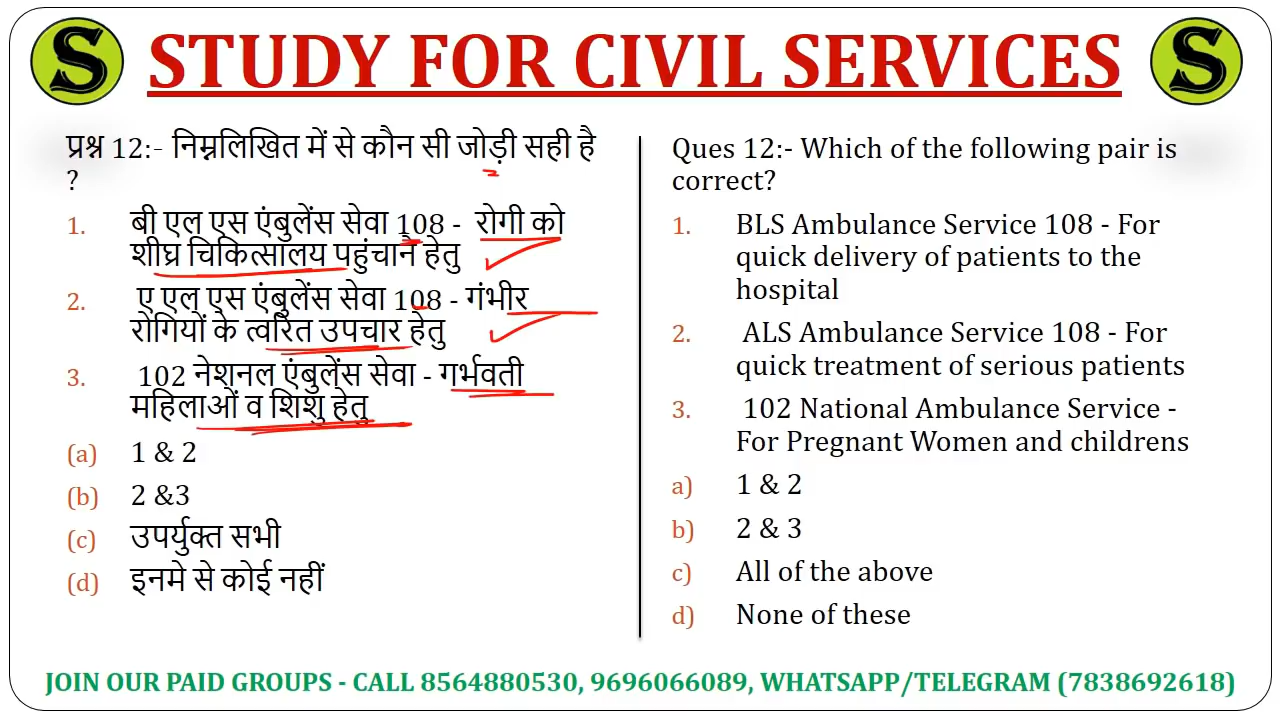 S
STUDY FOR CIVIL SERVICES
S
प्रश्न 12:- निम्नलिखित में से कौन सी जोड़ी सही है
?
1. बी एल एस एंबुलेंस सेवा 108 - रोगी को
शीघ्र चिकित्सालय पहुंचाने हेतु
2. ए एल एस एंबुलेंस सेवा 108 - गंभीर
रोगियों के त्वरित उपचार हेतु
3. 102 नेशनल एंबुलेंस सेवा - गर्भवती
महिलाओं व शिशु हेतु
(a) 1 & 2
(b) 2 &3
(c) उपर्युक्त सभी
(d) इनमे से कोई नहीं
Ques 12:- Which of the following pair is
correct?
1. BLS Ambulance Service 108 - For
quick delivery of patients to the
hospital
2. ALS Ambulance Service 108 - For
quick treatment of serious patients
3. 102 National Ambulance Service -
For Pregnant Women and childrens
a) 1 & 2
b) 2 & 3
c) All of the above
d) None of these
JOIN OUR PAID GROUPS - CALL 8564880530, 9696066089, WHATSAPP/TELEGRAM (7838692618)